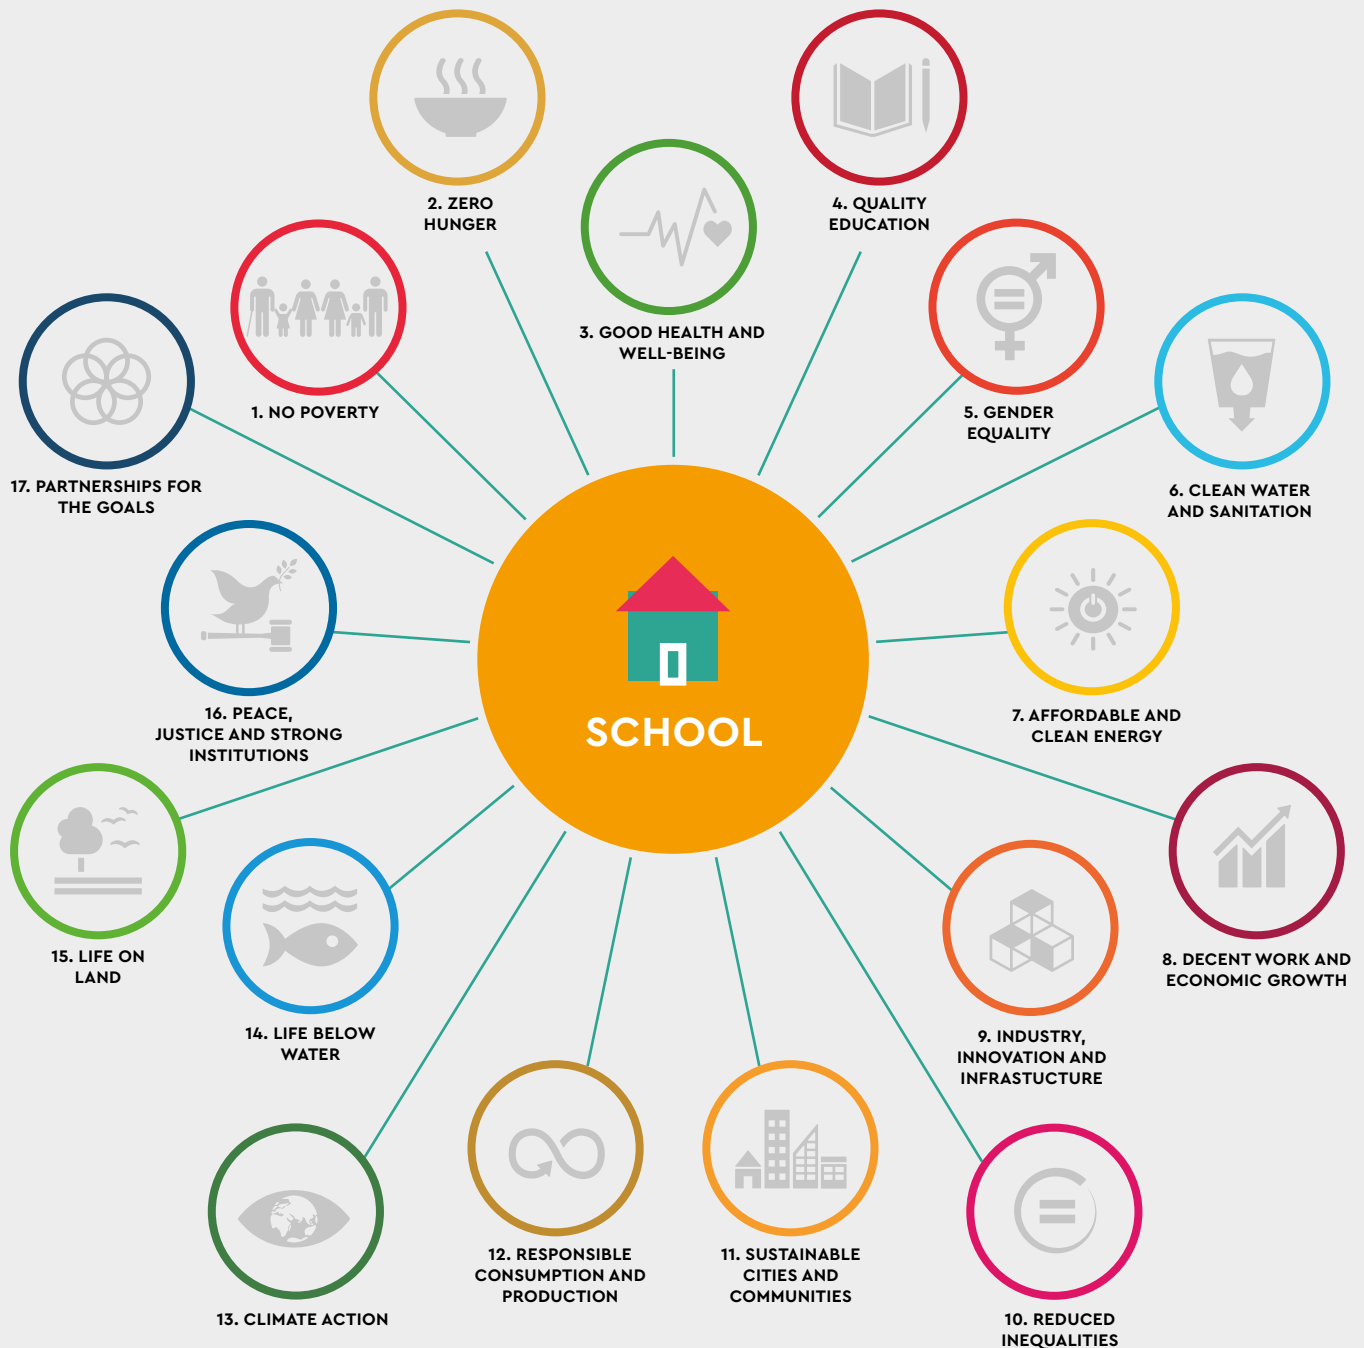 2. ZERO
HUNGER
4. QUALITY
EDUCATION
3. GOOD HEALTH AND
WELL-BEING
1. NO POVERTY
5. GENDER
EQUALITY
17. PARTNERSHIPS FOR
THE GOALS
6. CLEAN WATER
AND SANITATION
16. PEACE,
JUSTICE AND STRONG
INSTITUTIONS
SCHOOL
7. AFFORDABLE AND
CLEAN ENERGY
15. LIFE ON
LAND
8. DECENT WORK AND
ECONOMIC GROWTH
14. LIFE BELOW
WATER
9. INDUSTRY,
INNOVATION AND
INFRASTUCTURE
13. CLIMATE ACTION
12. RESPONSIBLE
CONSUMPTION AND
PRODUCTION
11. SUSTAINABLE
CITIES AND
COMMUNITIES
10. REDUCED
INEQUALITIES